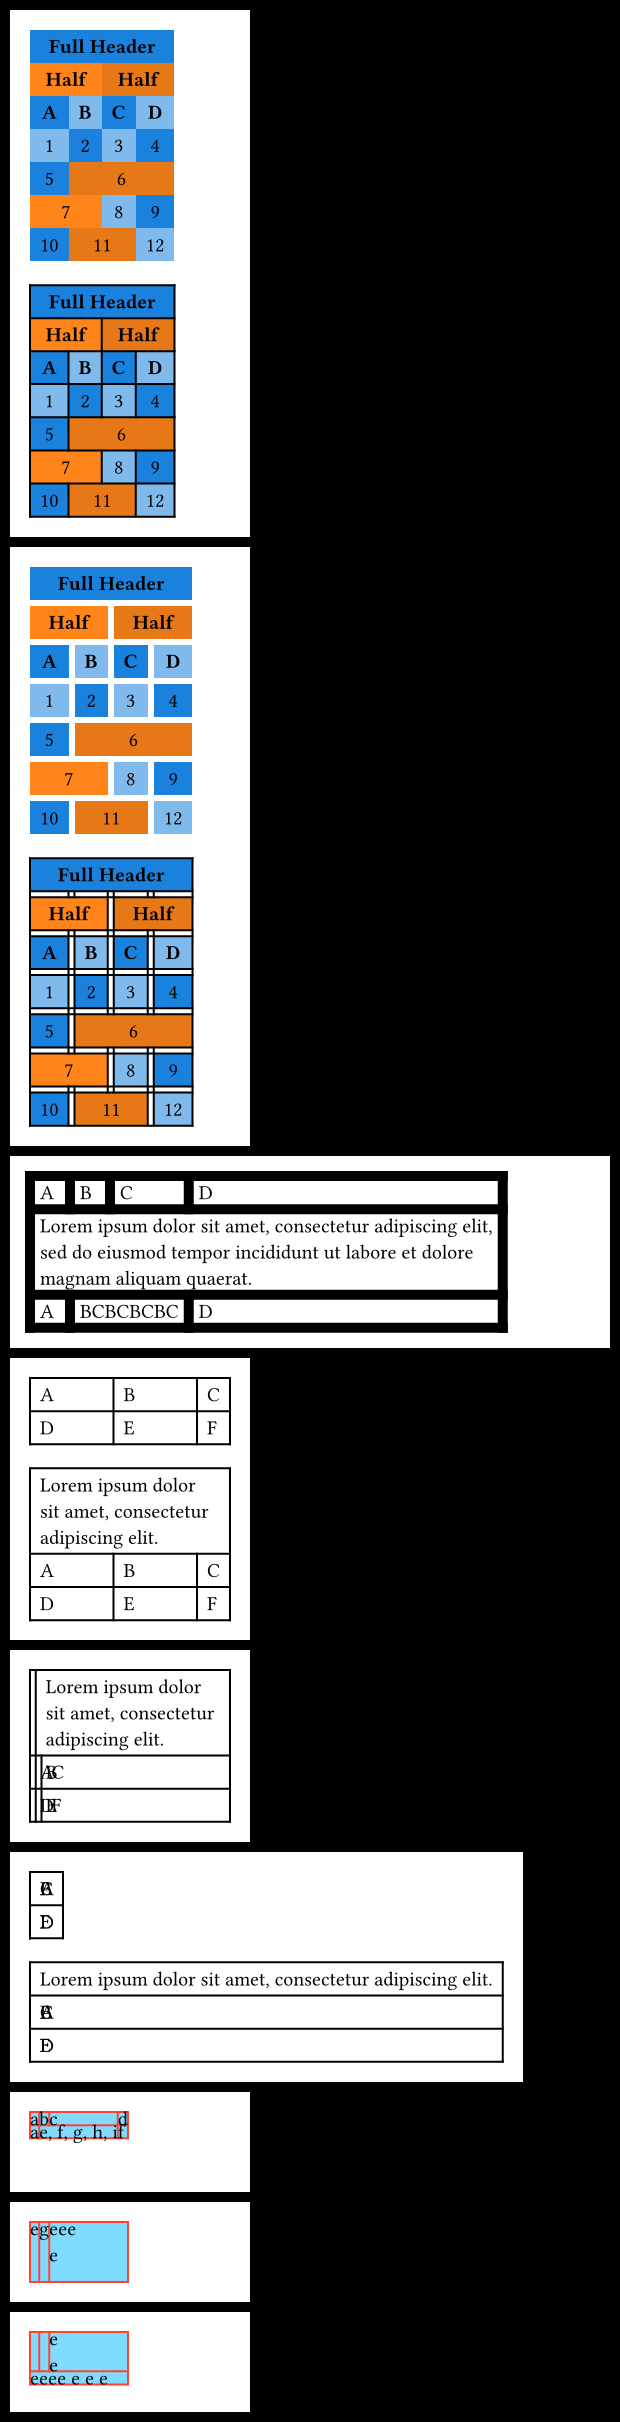 Full Header
Half Half
A B C D
1 2 3 4
5 6
7 8 9
10 11 12
Full Header
Half Half
A B C D
1 2 3 4
5 6
7 8 9
10 11 12
Full Header
Half Half
A B C D
1 2 3 4
5 6
7 8 9
10 11 12
Full Header
Half Half
A B C D
1 2 3 4
5 6
7 8 9
10 11 12
A B C D
Lorem ipsum dolor sit amet, consectetur adipiscing elit,
sed do eiusmod tempor incididunt ut labore et dolore
magnam aliquam quaerat.
A BCBCBCBC D
A B C
D E F
Lorem ipsum dolor
sit amet, consectetur
adipiscing elit.
A B C
D E F
Lorem ipsum dolor
sit amet, consectetur
adipiscing elit.
Lorem ipsum dolor sit amet, consectetur adipiscing elit.
abc d
egeee
e
e
e
eeee e e e